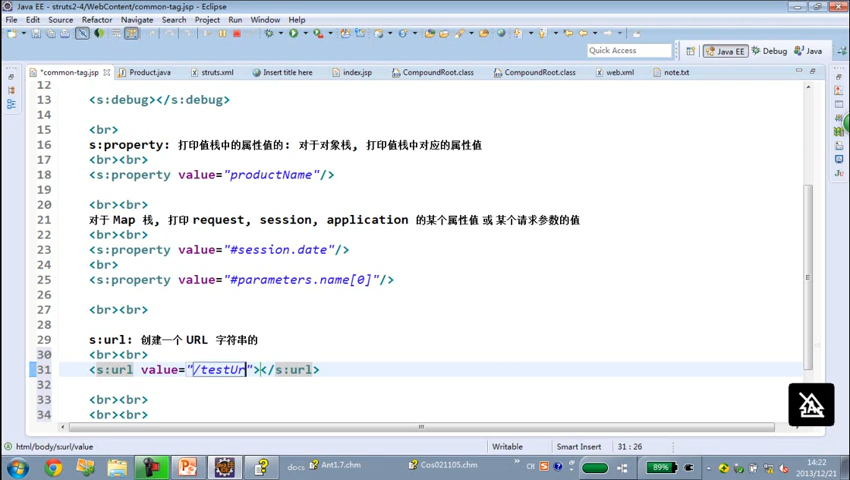 Java EE - struts2-4/WebContent/common-tag.jsp - Eclipse
File Edit Source Refactor Navigate Search Project Run Window Help
Quick Access Java EE Debug Java
*common-tag.jsp Product.java struts.xml Insert title here index.jsp CompoundRoot.class CompoundRoot.class web.xml note.txt
12
13 <s:debug></s:debug>
14
15 <br>
16 s:property: 打印值栈中的属性值的: 对于对象栈, 打印值栈中对应的属性值
17 <br><br>
18 <s:property value="productName"/>
19
20 <br><br>
21 对于 Map 栈, 打印 request, session, application 的某个属性值 或 某个请求参数的值
22 <br><br>
23 <s:property value="#session.date"/>
24 <br>
25 <s:property value="#parameters.name[0]"/>
26
27 <br><br>
28
29 s:url: 创建一个 URL 字符串的
30 <br><br>
31 <s:url value="/testUr"></s:url>
32
33 <br><br>
34 <br><br>
html/body/s:url/value Writable Smart Insert 31 : 26
docs Ant1.7.chm Cos021105.chm » CH 89% 14:22
2013/12/21